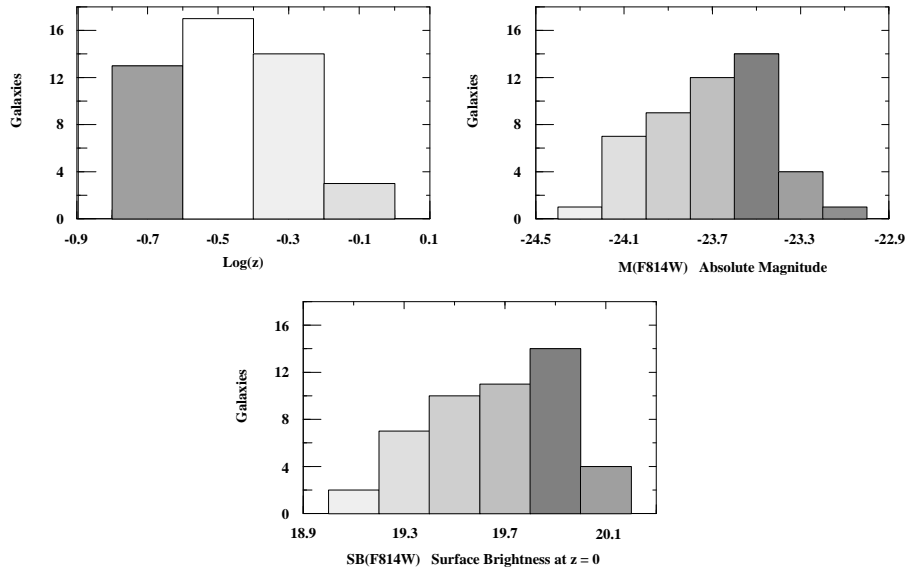 16
12
8
4
0
Galaxies
-0.9 -0.7 -0.5 -0.3 -0.1 0.1
Log(z)
16
12
8
4
0
Galaxies
-24.5 -24.1 -23.7 -23.3 -22.9
M(F814W) Absolute Magnitude
16
12
8
4
0
Galaxies
18.9 19.3 19.7 20.1
SB(F814W) Surface Brightness at z = 0